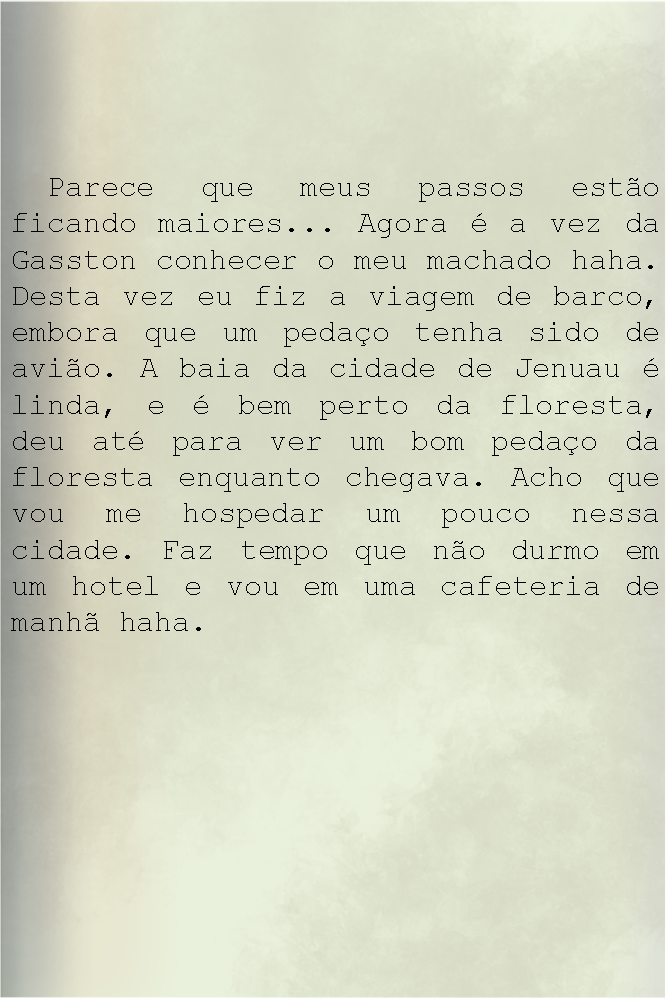 Parece que meus passos estão
ficando maiores... Agora é a vez da
Gasston conhecer o meu machado haha.
Desta vez eu fiz a viagem de barco,
embora que um pedaço tenha sido de
avião. A baia da cidade de Jenuau é
linda, e é bem perto da floresta,
deu até para ver um bom pedaço da
floresta enquanto chegava. Acho que
vou me hospedar um pouco nessa
cidade. Faz tempo que não durmo em
um hotel e vou em uma cafeteria de
manhã haha.